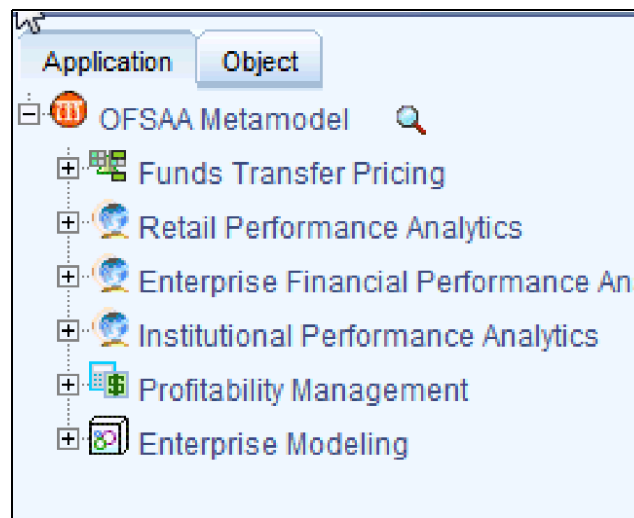 Application Object
OFSAA Metamodel
Funds Transfer Pricing
Retail Performance Analytics
Enterprise Financial Performance An
Institutional Performance Analytics
Profitability Management
Enterprise Modeling